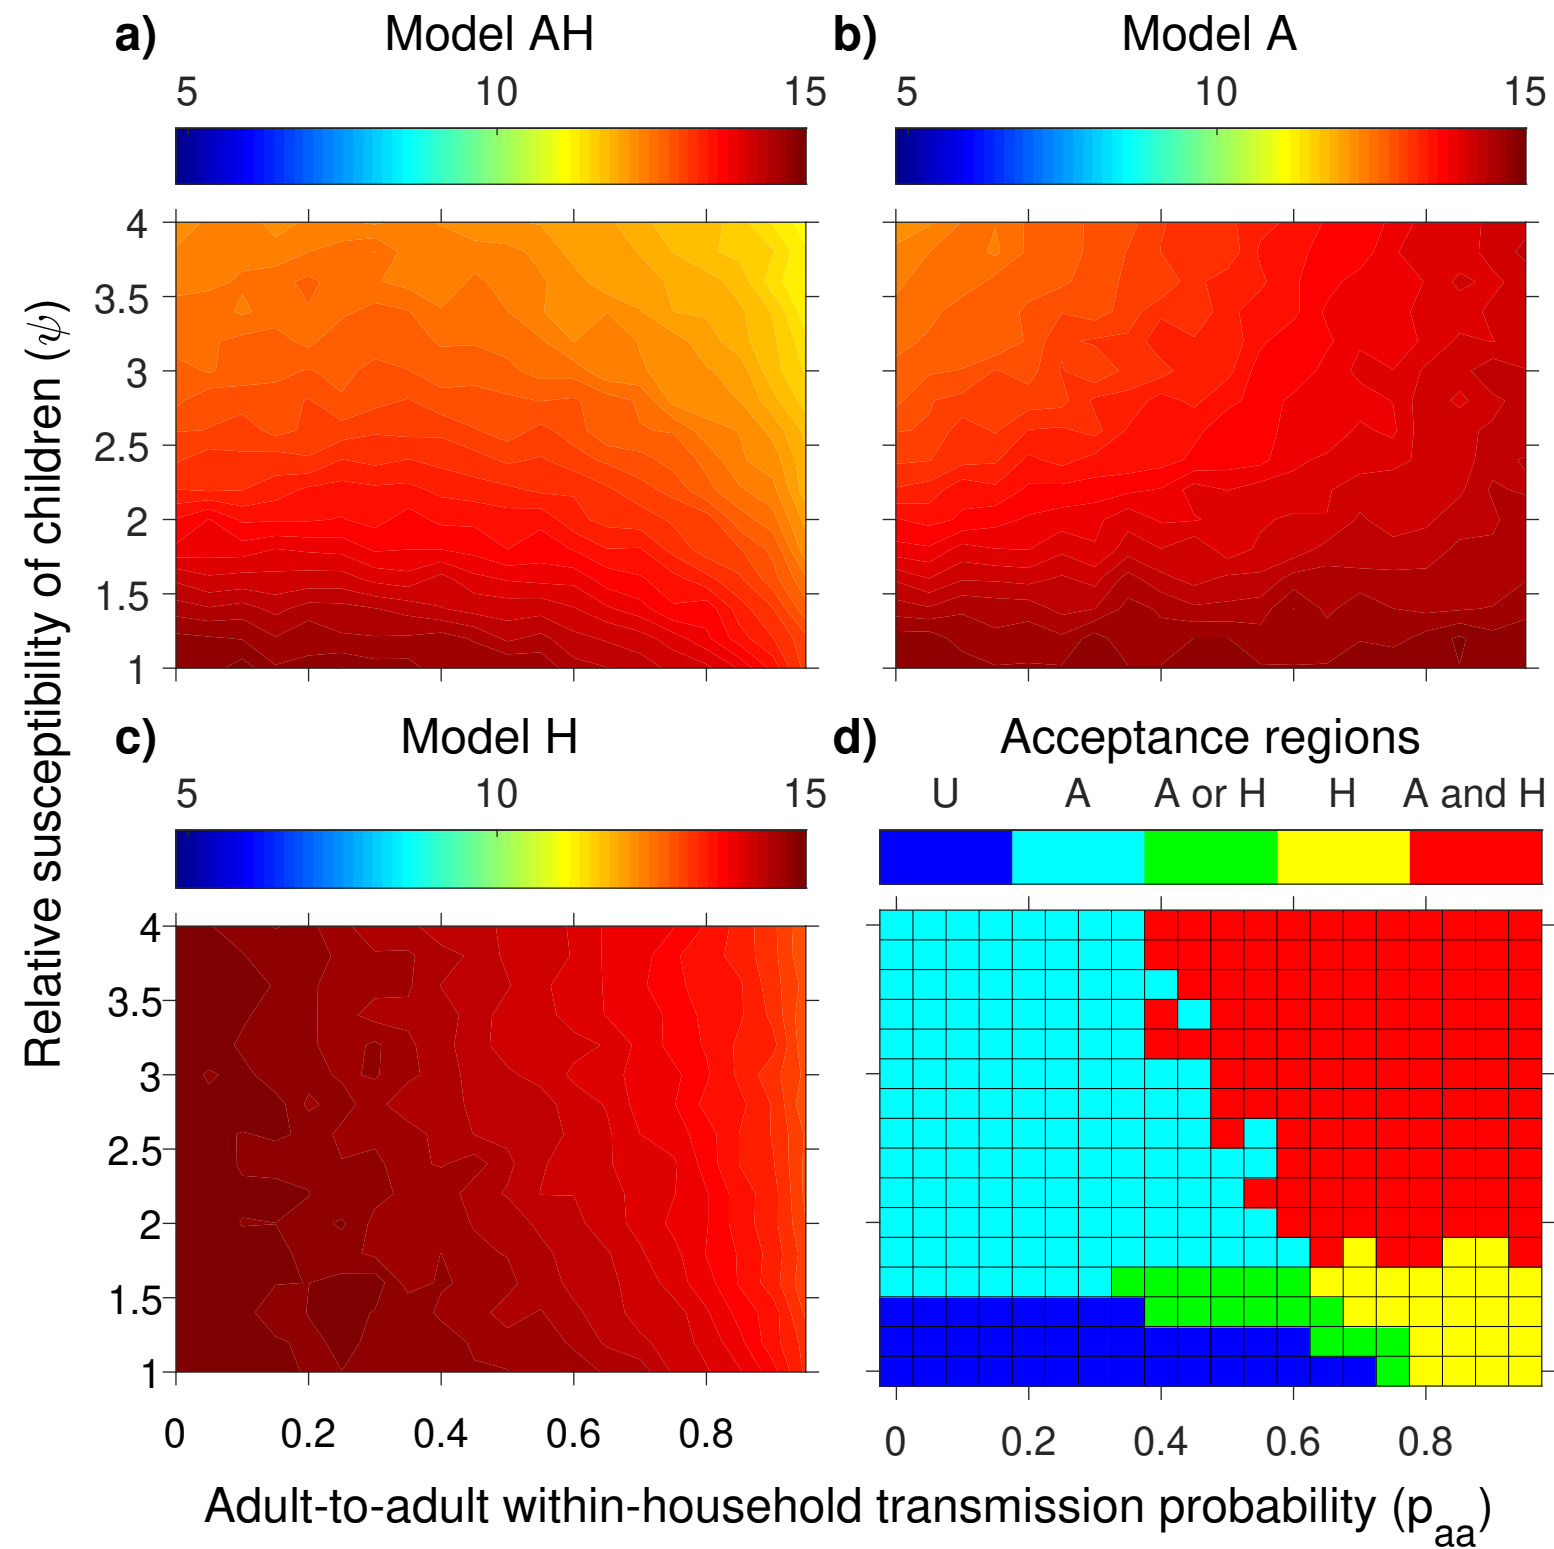 a) Model AH
5 10 15
4
3.5
3
2.5
2
1.5
1
b) Model A
5 10 15
c) Model H
5 10 15
4
3.5
3
2.5
2
1.5
1
0 0.2 0.4 0.6 0.8
d) Acceptance regions
U A A or H H A and H
0 0.2 0.4 0.6 0.8
Relative susceptibility of children (ψ)
Adult-to-adult within-household transmission probability (p_aa)